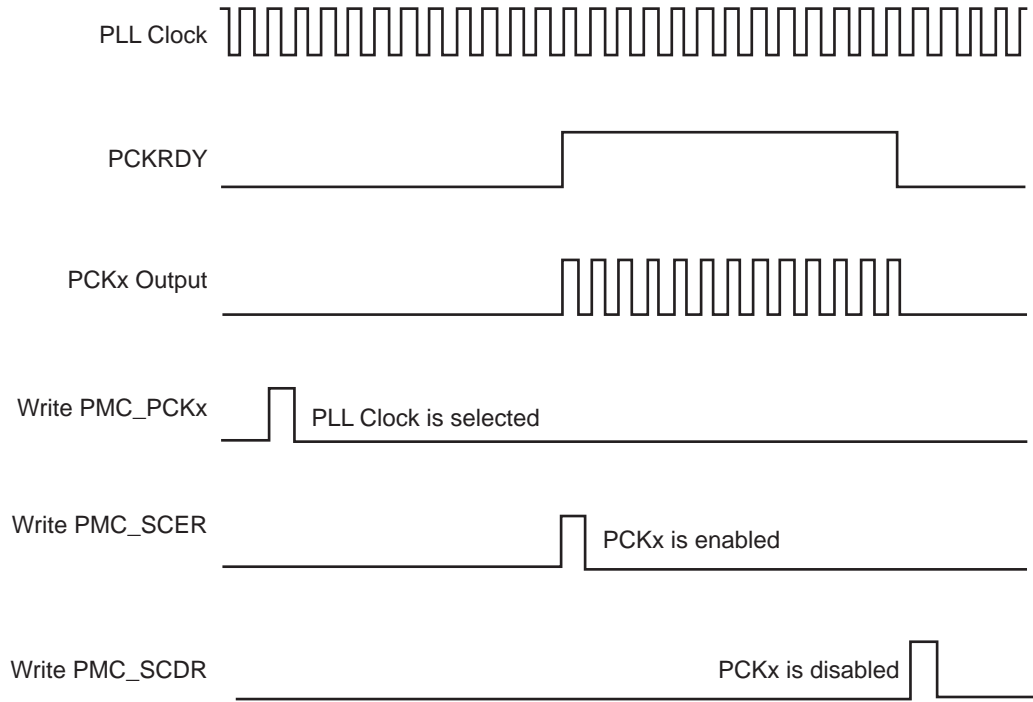 PLL Clock
PCKRDY
PCKx Output
Write PMC_PCKx
PLL Clock is selected
Write PMC_SCER
PCKx is enabled
Write PMC_SCDR
PCKx is disabled